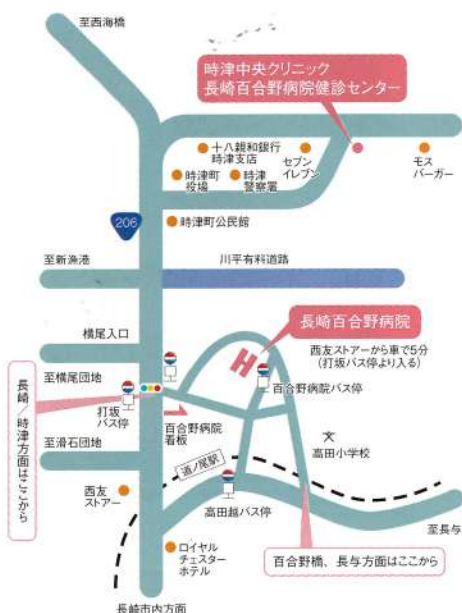 至西海橋
時津中央クリニック
長崎百合野病院健診センター
十八親和銀行
時津支店
セブン
イレブン
モス
バーガー
時津町
役場
時津
警察署
206
時津町公民館
至新漁港
川平有料道路
横尾入口
長崎百合野病院
西友ストアーから車で5分
(打坂バス停より入る)
至横尾団地
長崎/時津方面はここから
打坂
バス停
百合野病院バス停
百合野病院
看板
高田小学校
至滑石団地
道ノ尾駅
西友
ストアー
高田越バス停
至長与
百合野橋、長与方面はここから
ロイヤル
チェスター
ホテル
長崎市内方面